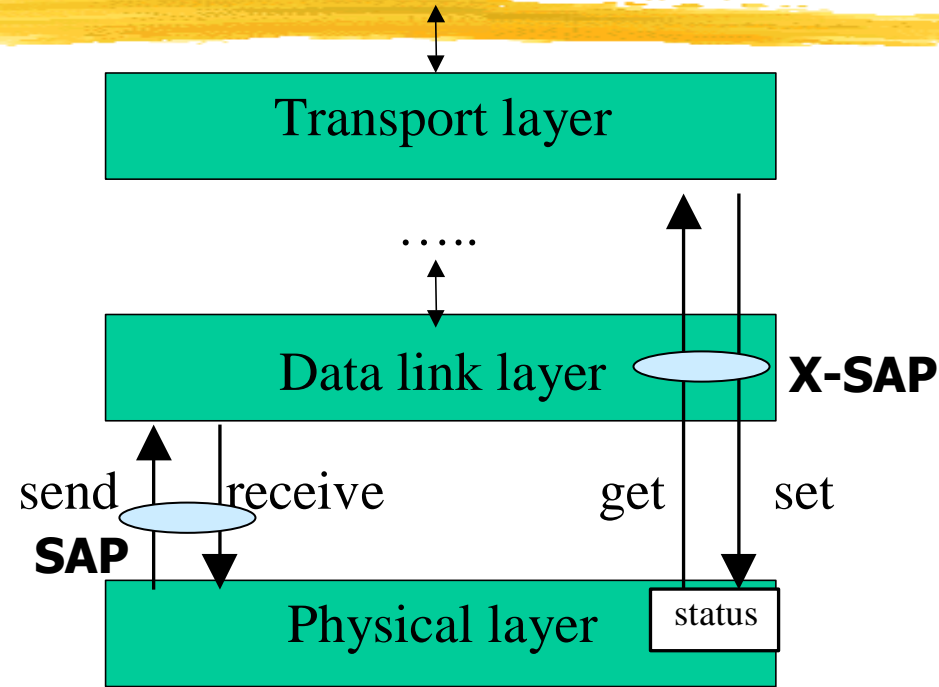 Transport layer
…..
Data link layer
X-SAP
send receive get set
SAP
Physical layer
status